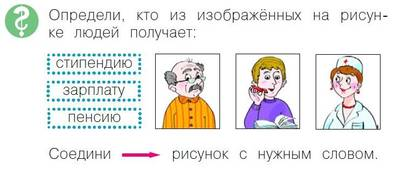 Определи, кто из изображённых на рисун-
ке людей получает:
стипендию
зарплату
пенсию
Соедини рисунок с нужным словом.